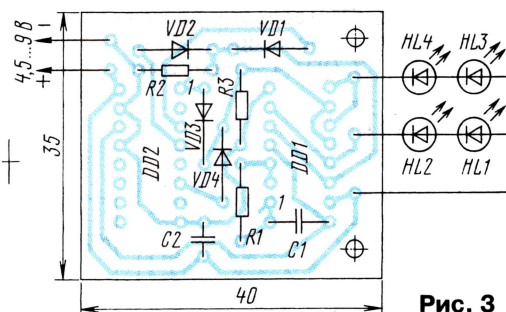 4,5...9 В
−
+
VD2
VD1
HL4
HL3
R2
1
R3
VD3
DD2
VD4
DD1
HL2
HL1
35
1
C2
R1
C1
40
Рис. 3